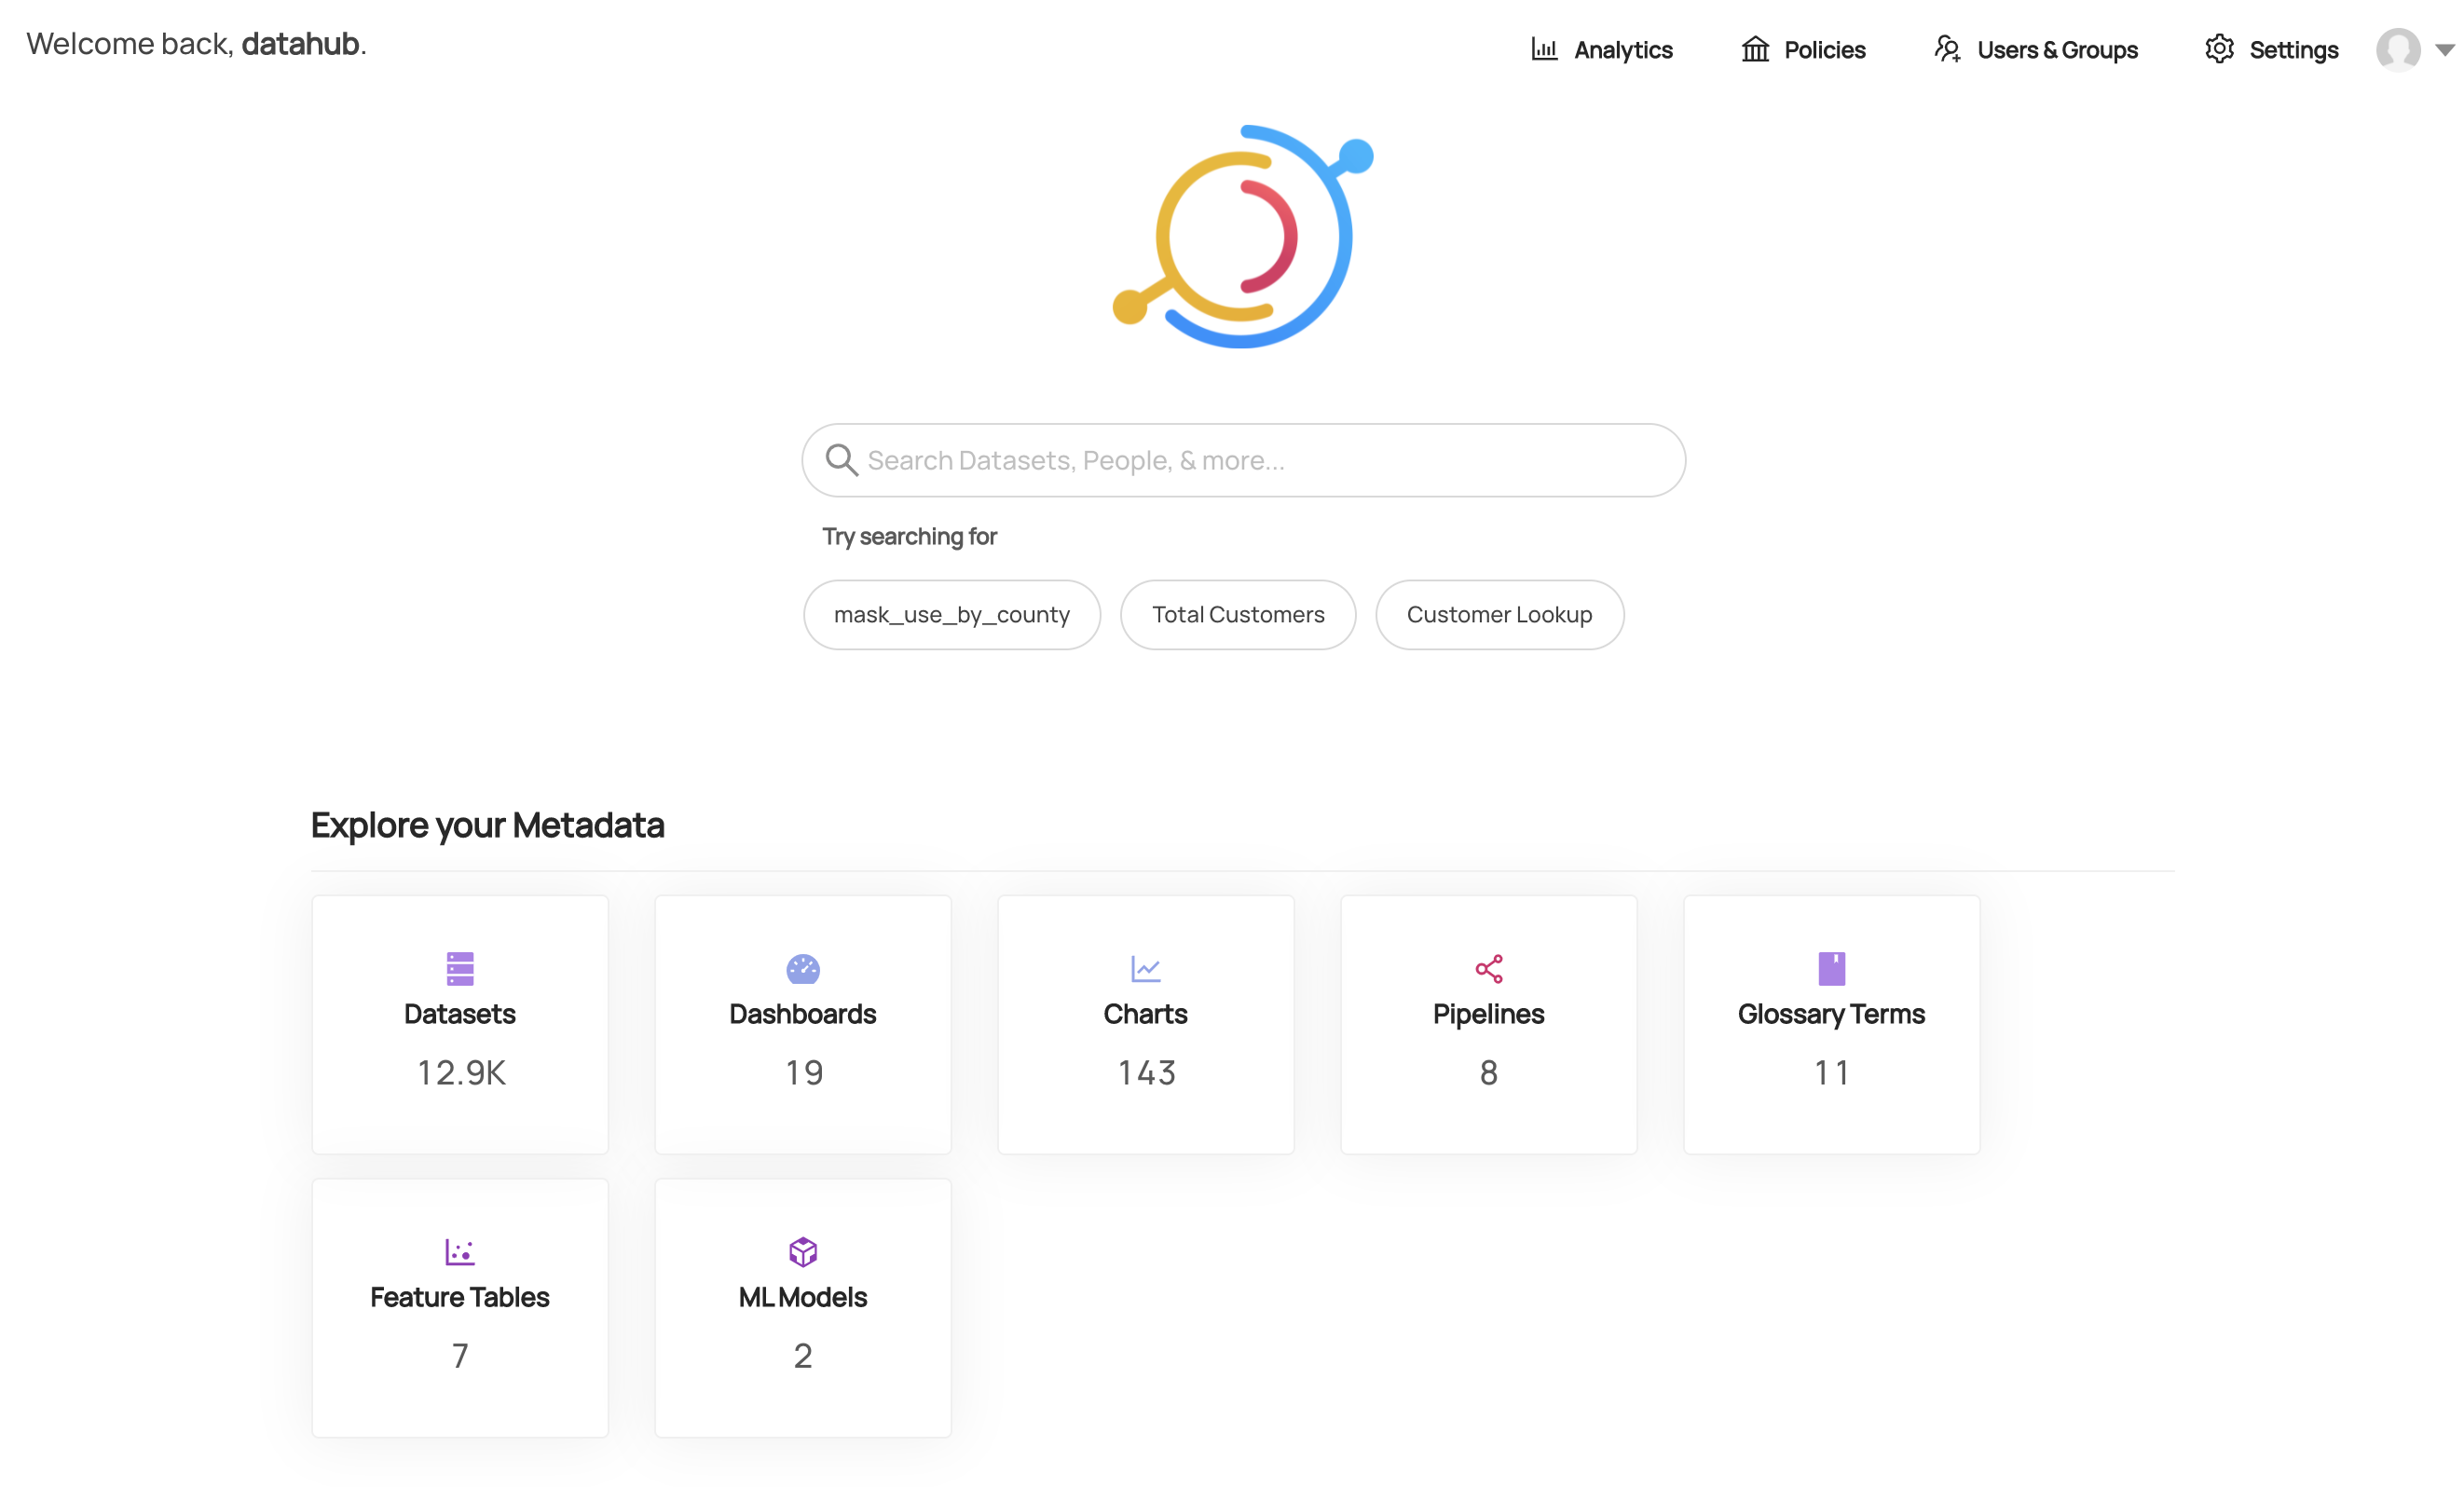 Welcome back, datahub.
Analytics
Policies
Users & Groups
Settings
Search Datasets, People, & more...
Try searching for
mask_use_by_county
Total Customers
Customer Lookup
Explore your Metadata
Datasets
12.9K
Dashboards
19
Charts
143
Pipelines
8
Glossary Terms
11
Feature Tables
7
ML Models
2